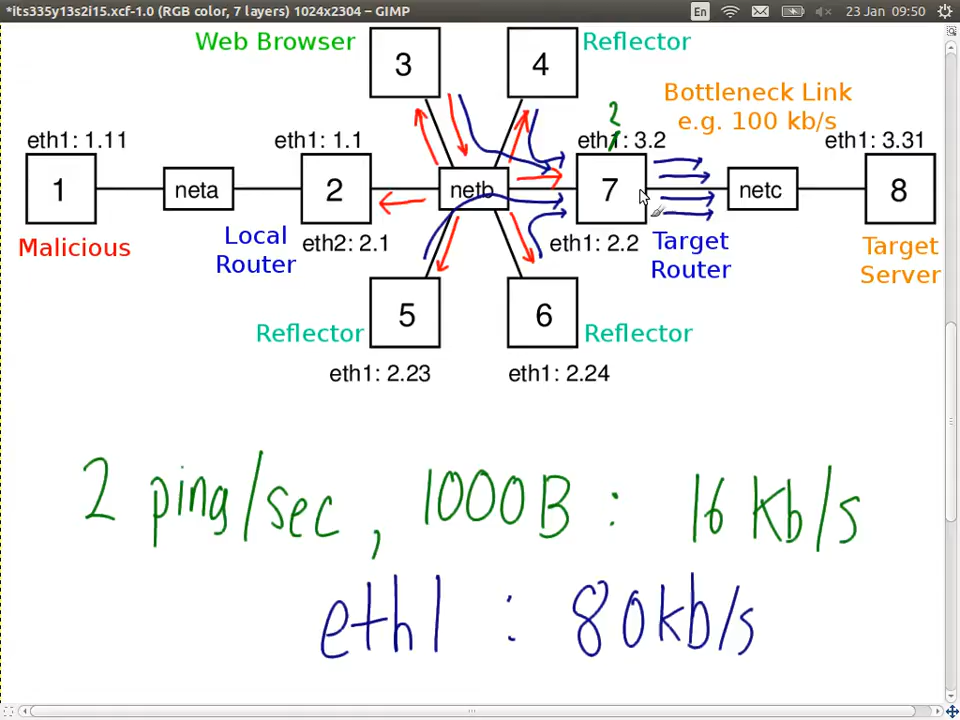 *its335y13s2i15.xcf-1.0 (RGB color, 7 layers) 1024x2304 – GIMP
En
23 Jan 09:50
Web Browser
3
4
Reflector
Bottleneck Link
e.g. 100 kb/s
2
eth1: 1.11
eth1: 1.1
eth1: 3.2
eth1: 3.31
1
neta
2
netb
7
netc
8
Malicious
Local
Router
eth2: 2.1
eth1: 2.2
Target
Router
Target
Server
5
6
Reflector
Reflector
eth1: 2.23
eth1: 2.24
2 ping/sec, 1000B : 16 kb/s
eth1 : 80kb/s